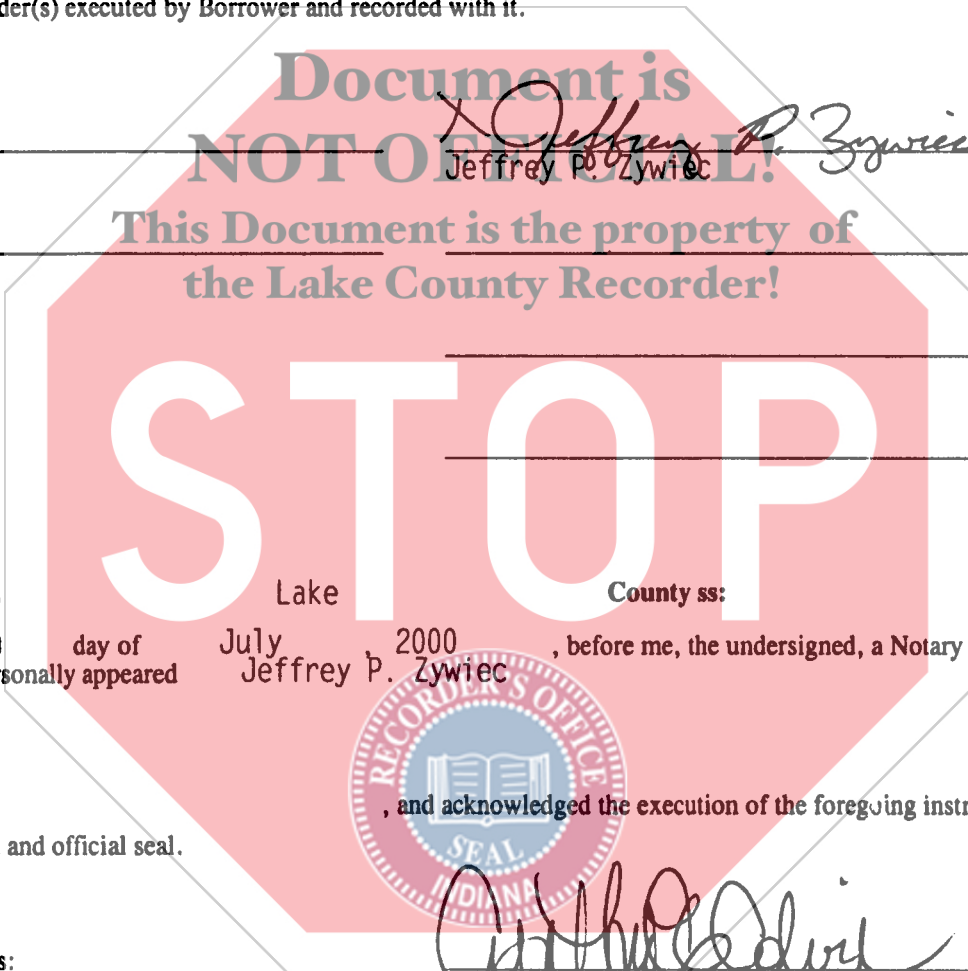 der(s) executed by Borrower and recorded with it.
Document is
X Jeffrey P. Zywiec
NOT OFFICIAL!
Jeffrey P. Zywiec
This Document is the property of
the Lake County Recorder!
STOP
Lake County ss:
day of July , 2000 , before me, the undersigned, a Notary
sonally appeared Jeffrey P. Zywiec
RECORDER'S OFFICE
, and acknowledged the execution of the foregoing instr
and official seal.
SEAL
INDIANA
s: